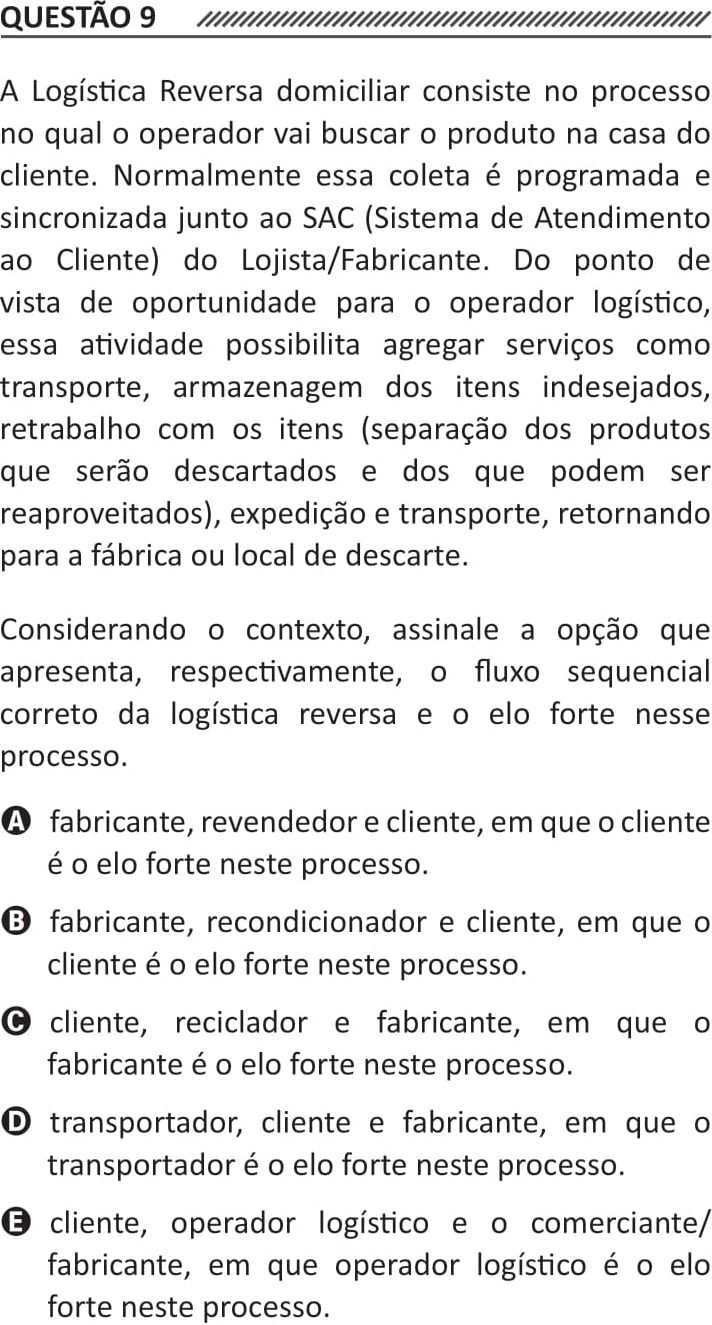 QUESTÃO 9
A Logística Reversa domiciliar consiste no processo
no qual o operador vai buscar o produto na casa do
cliente. Normalmente essa coleta é programada e
sincronizada junto ao SAC (Sistema de Atendimento
ao Cliente) do Lojista/Fabricante. Do ponto de
vista de oportunidade para o operador logístico,
essa atividade possibilita agregar serviços como
transporte, armazenagem dos itens indesejados,
retrabalho com os itens (separação dos produtos
que serão descartados e dos que podem ser
reaproveitados), expedição e transporte, retornando
para a fábrica ou local de descarte.
Considerando o contexto, assinale a opção que
apresenta, respectivamente, o fluxo sequencial
correto da logística reversa e o elo forte nesse
processo.
A fabricante, revendedor e cliente, em que o cliente
é o elo forte neste processo.
B fabricante, recondicionador e cliente, em que o
cliente é o elo forte neste processo.
C cliente, reciclador e fabricante, em que o
fabricante é o elo forte neste processo.
D transportador, cliente e fabricante, em que o
transportador é o elo forte neste processo.
E cliente, operador logístico e o comerciante/
fabricante, em que operador logístico é o elo
forte neste processo.